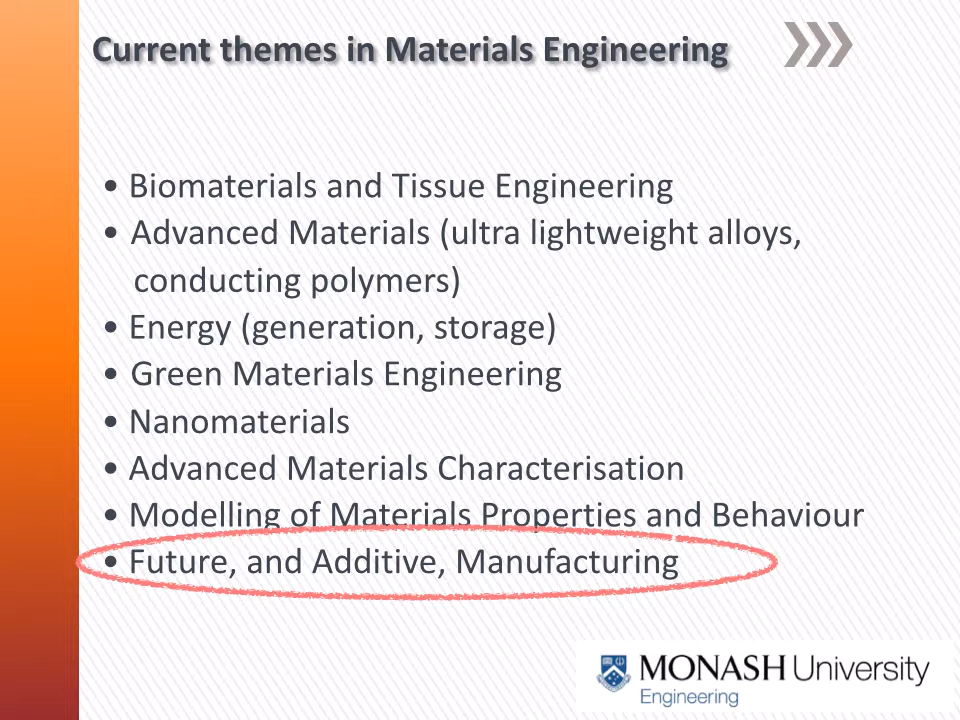 Current themes in Materials Engineering
• Biomaterials and Tissue Engineering
• Advanced Materials (ultra lightweight alloys,
conducting polymers)
• Energy (generation, storage)
• Green Materials Engineering
• Nanomaterials
• Advanced Materials Characterisation
• Modelling of Materials Properties and Behaviour
• Future, and Additive, Manufacturing
MONASH University
Engineering